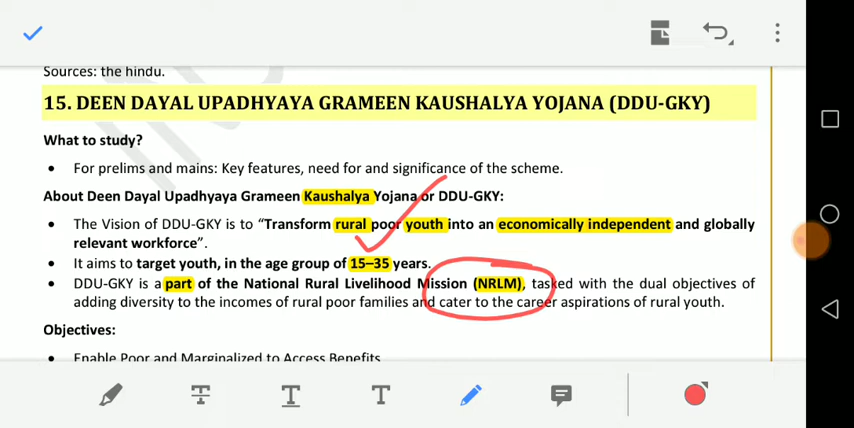 Sources: the hindu.
15. DEEN DAYAL UPADHYAYA GRAMEEN KAUSHALYA YOJANA (DDU-GKY)
What to study?
• For prelims and mains: Key features, need for and significance of the scheme.
About Deen Dayal Upadhyaya Grameen Kaushalya Yojana or DDU-GKY:
• The Vision of DDU-GKY is to “Transform rural poor youth into an economically independent and globally
relevant workforce”.
• It aims to target youth, in the age group of 15–35 years.
• DDU-GKY is a part of the National Rural Livelihood Mission (NRLM), tasked with the dual objectives of
adding diversity to the incomes of rural poor families and cater to the career aspirations of rural youth.
Objectives:
• Enable Poor and Marginalized to Access Benefits
T T T